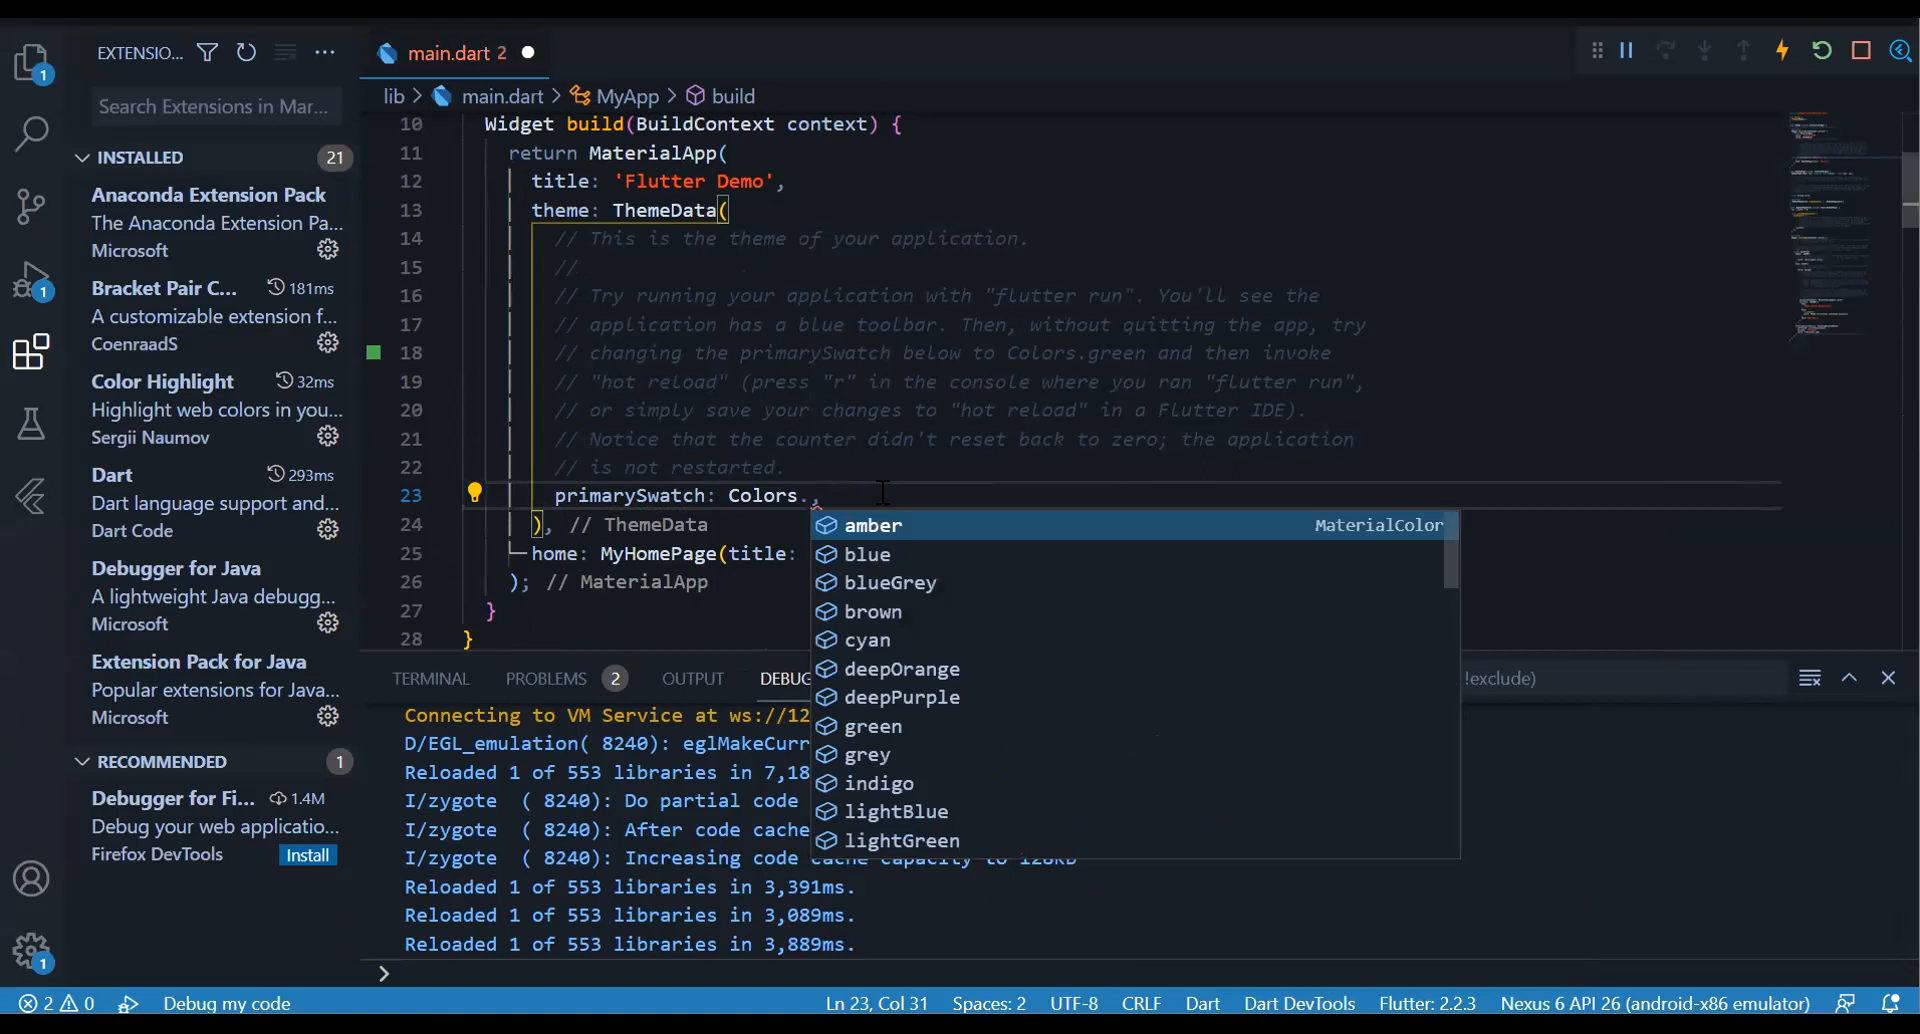 EXTENSIO...
Search Extensions in Mar...
INSTALLED 21
Anaconda Extension Pack
The Anaconda Extension Pa...
Microsoft
Bracket Pair C... 181ms
A customizable extension f...
CoenraadS
Color Highlight 32ms
Highlight web colors in you...
Sergii Naumov
Dart 293ms
Dart language support and...
Dart Code
Debugger for Java
A lightweight Java debugg...
Microsoft
Extension Pack for Java
Popular extensions for Java...
Microsoft
RECOMMENDED 1
Debugger for Fi... 1.4M
Debug your web applicatio...
Firefox DevTools Install
1
1
1
main.dart 2
lib > main.dart > MyApp > build
10 Widget build(BuildContext context) {
11 return MaterialApp(
12 title: 'Flutter Demo',
13 theme: ThemeData(
14 // This is the theme of your application.
15 //
16 // Try running your application with "flutter run". You'll see the
17 // application has a blue toolbar. Then, without quitting the app, try
18 // changing the primarySwatch below to Colors.green and then invoke
19 // "hot reload" (press "r" in the console where you ran "flutter run",
20 // or simply save your changes to "hot reload" in a Flutter IDE).
21 // Notice that the counter didn't reset back to zero; the application
22 // is not restarted.
23 primarySwatch: Colors.,
24 ), // ThemeData
25 home: MyHomePage(title:
26 ); // MaterialApp
27 }
28 }
amber MaterialColor
blue
blueGrey
brown
cyan
deepOrange
deepPurple
green
grey
indigo
lightBlue
lightGreen
TERMINAL PROBLEMS 2 OUTPUT DEBUG !exclude)
Connecting to VM Service at ws://12
D/EGL_emulation( 8240): eglMakeCurr
Reloaded 1 of 553 libraries in 7,18
I/zygote ( 8240): Do partial code
I/zygote ( 8240): After code cache
I/zygote ( 8240): Increasing code cache capacity to 128KB
Reloaded 1 of 553 libraries in 3,391ms.
Reloaded 1 of 553 libraries in 3,089ms.
Reloaded 1 of 553 libraries in 3,889ms.
>
2 0 Debug my code Ln 23, Col 31 Spaces: 2 UTF-8 CRLF Dart Dart DevTools Flutter: 2.2.3 Nexus 6 API 26 (android-x86 emulator)